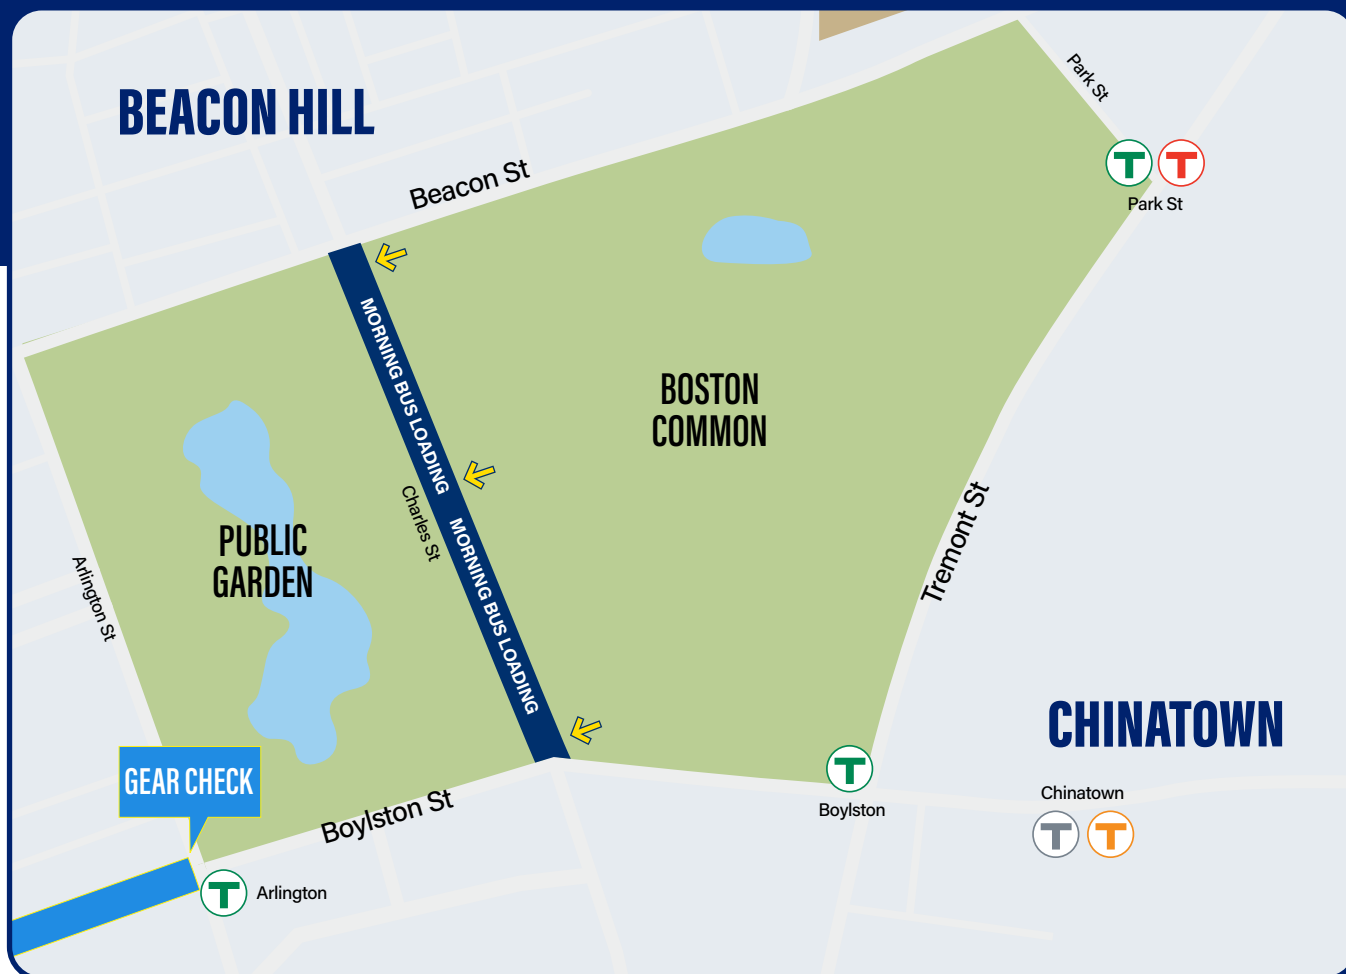 BEACON HILL
Park St
Beacon St
T T
Park St
MORNING BUS LOADING
BOSTON
COMMON
Charles St
MORNING BUS LOADING
PUBLIC
GARDEN
Arlington St
Tremont St
CHINATOWN
GEAR CHECK
Boylston St
T
Boylston
Chinatown
T T
T Arlington